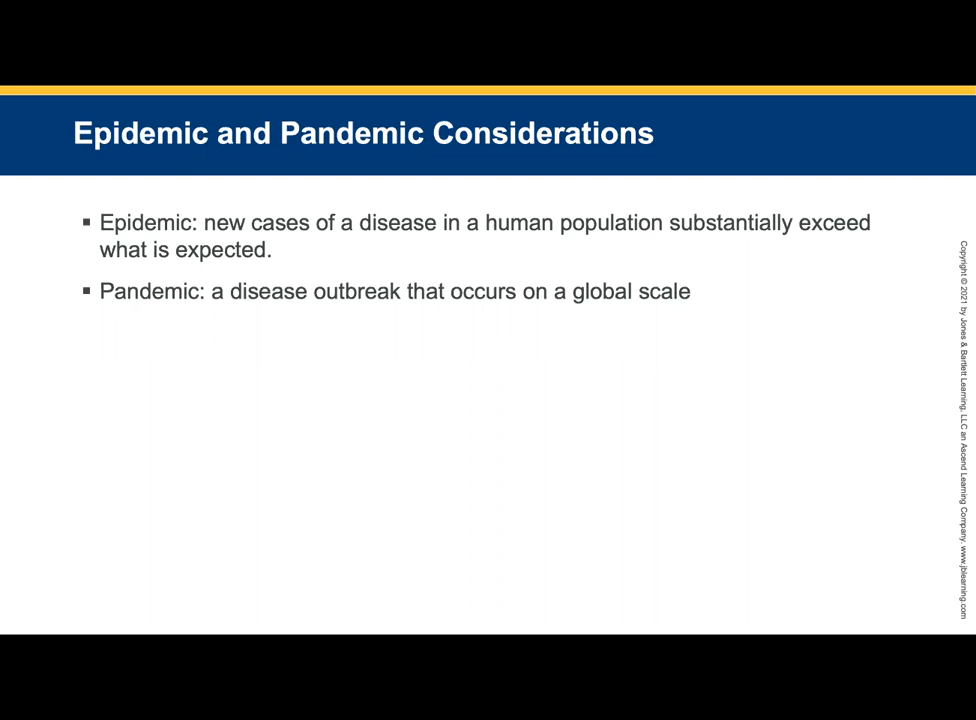 Epidemic and Pandemic Considerations
▪ Epidemic: new cases of a disease in a human population substantially exceed
what is expected.
▪ Pandemic: a disease outbreak that occurs on a global scale
Copyright © 2021 by Jones & Bartlett Learning, LLC an Ascend Learning Company. www.jblearning.com